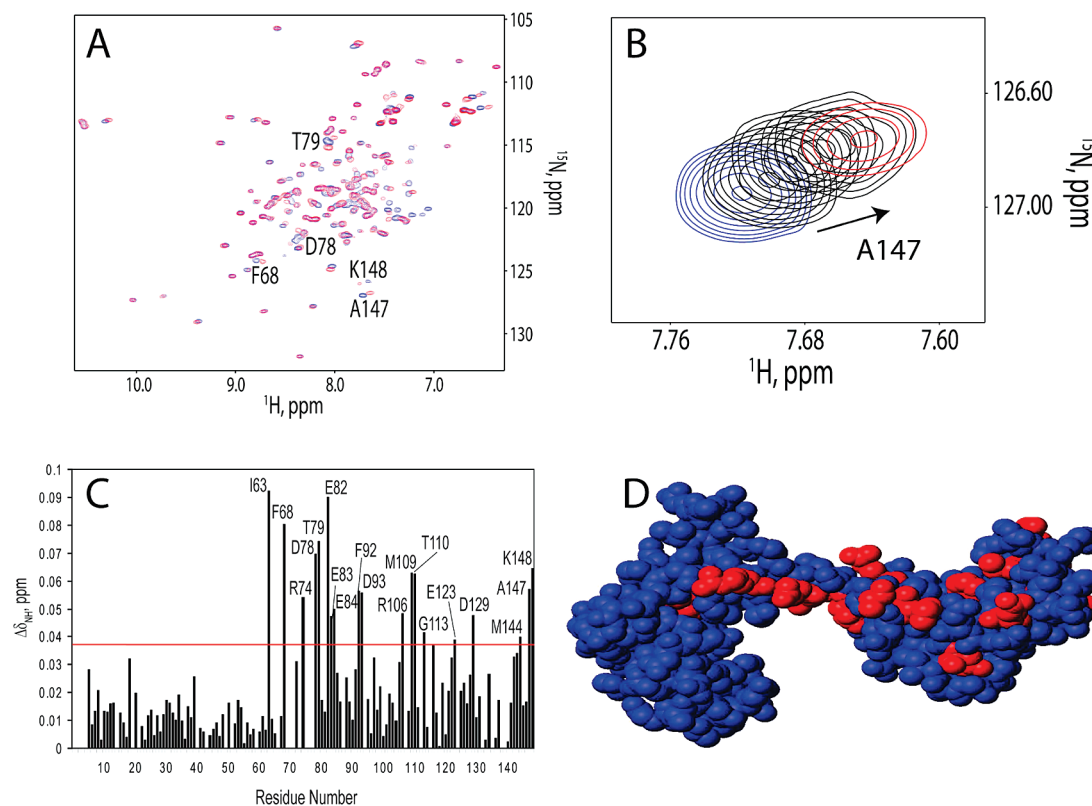 A
105
110
115
120
125
130
¹⁵N, ppm
T79
D78
F68
K148
A147
10.0
9.0
8.0
7.0
¹H, ppm
B
126.60
127.00
¹⁵N, ppm
A147
7.76
7.68
7.60
¹H, ppm
C
0.1
0.09
0.08
0.07
0.06
0.05
0.04
0.03
0.02
0.01
0
Δδ_NH, ppm
I63
E82
F68
T79
D78
F92
T110
M109
K148
R74
E83
D93
A147
E84
R106
E123
D129
G113
M144
10 20 30 40 50 60 70 80 90 100 110 120 130 140
Residue Number
D